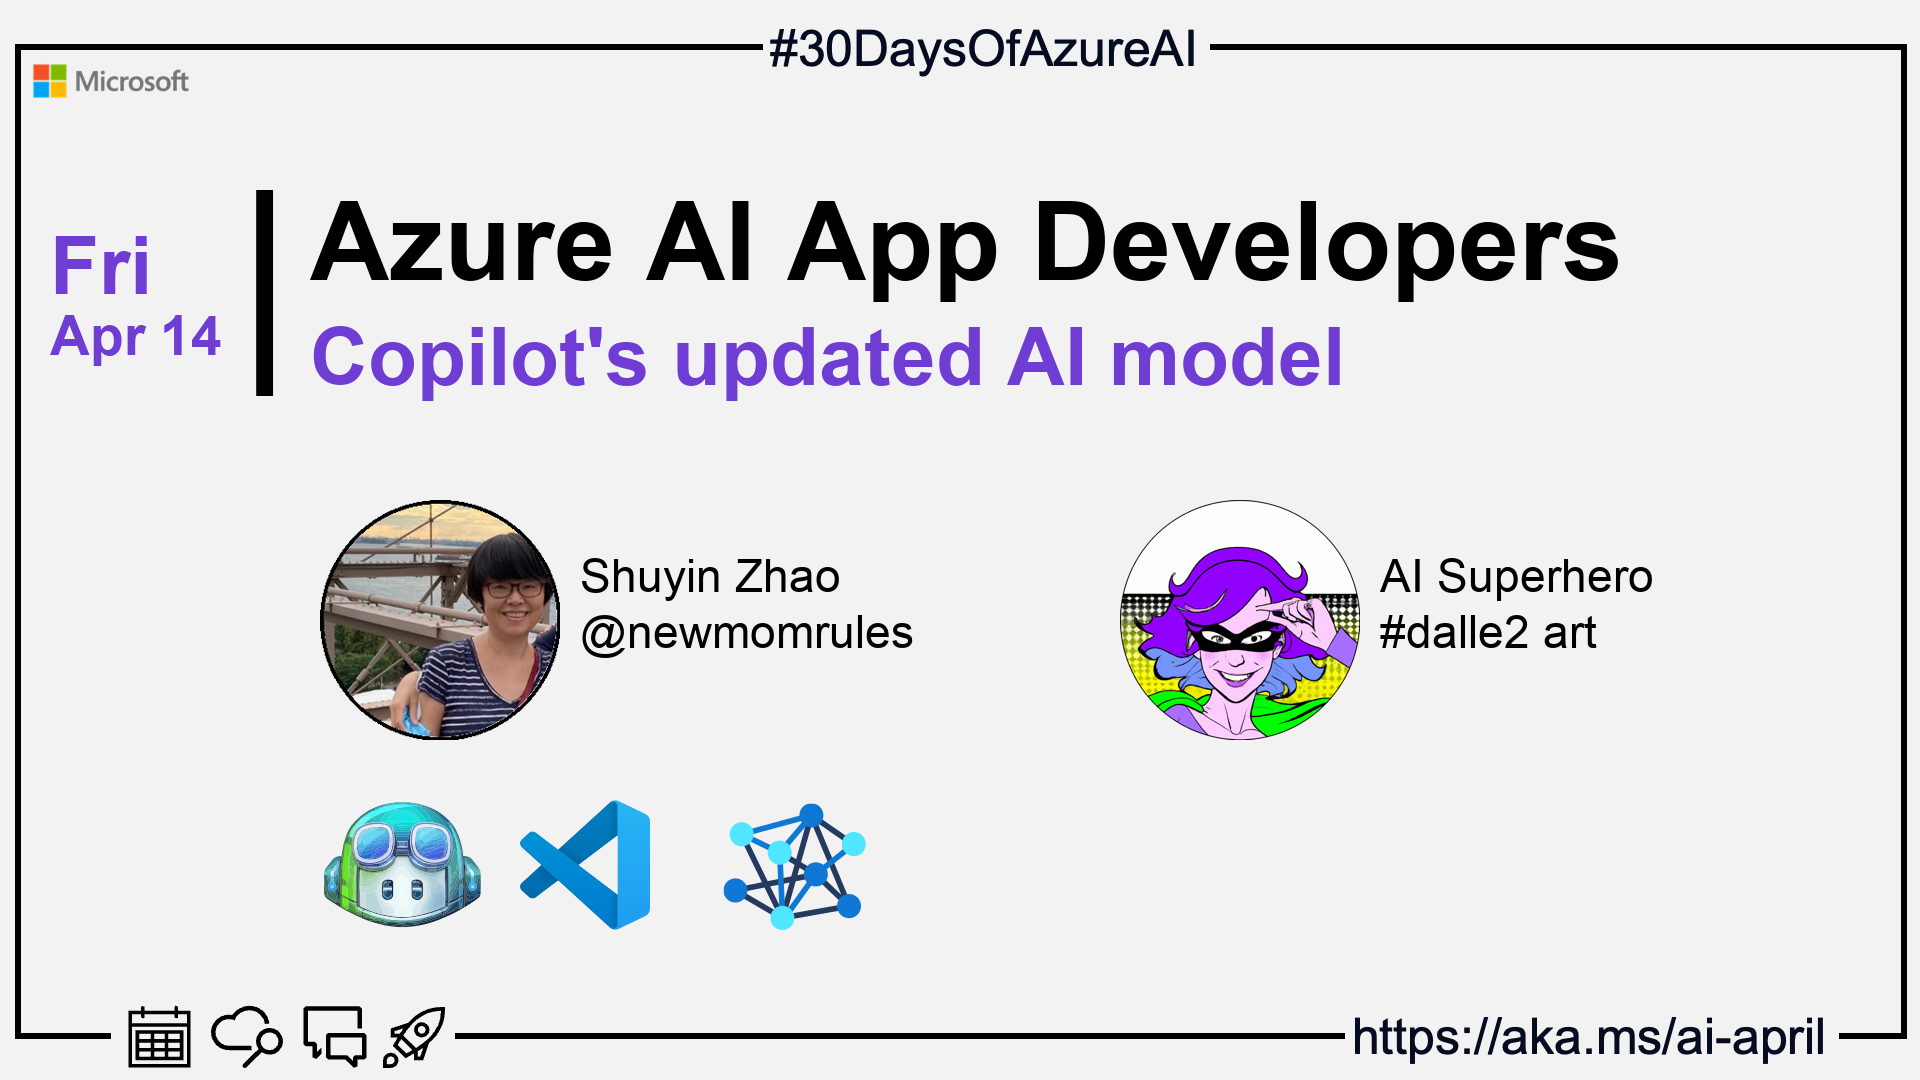 #30DaysOfAzureAI
Microsoft
Fri
Apr 14
Azure AI App Developers
Copilot's updated AI model
Shuyin Zhao
@newmomrules
AI Superhero
#dalle2 art
https://aka.ms/ai-april